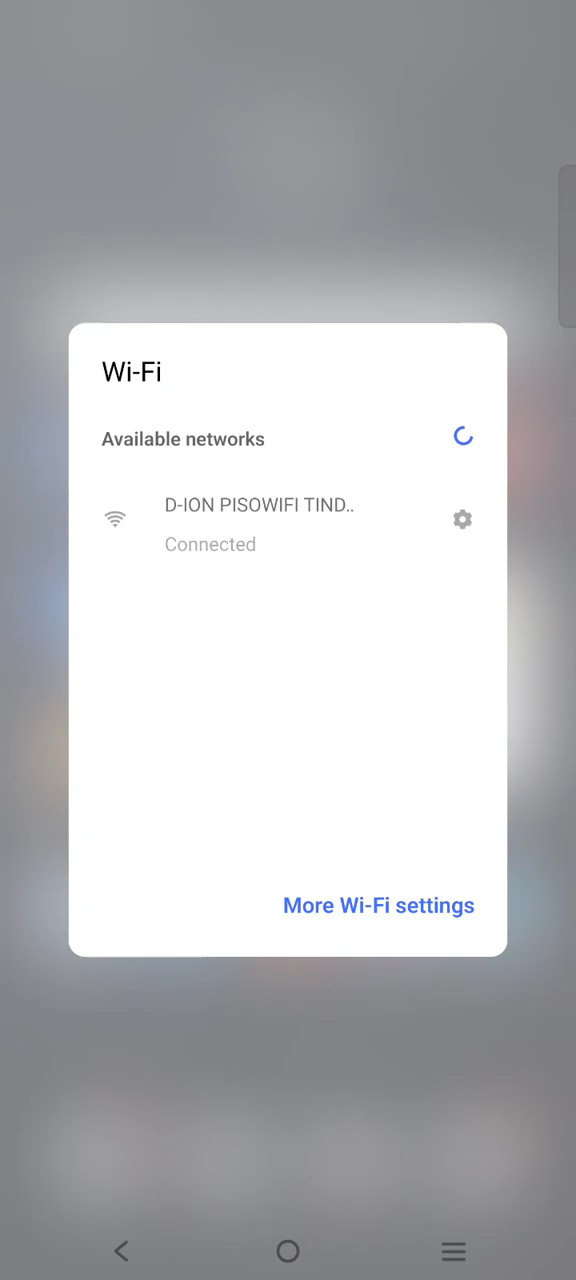 Wi-Fi
Available networks
D-ION PISOWIFI TIND..
Connected
More Wi-Fi settings